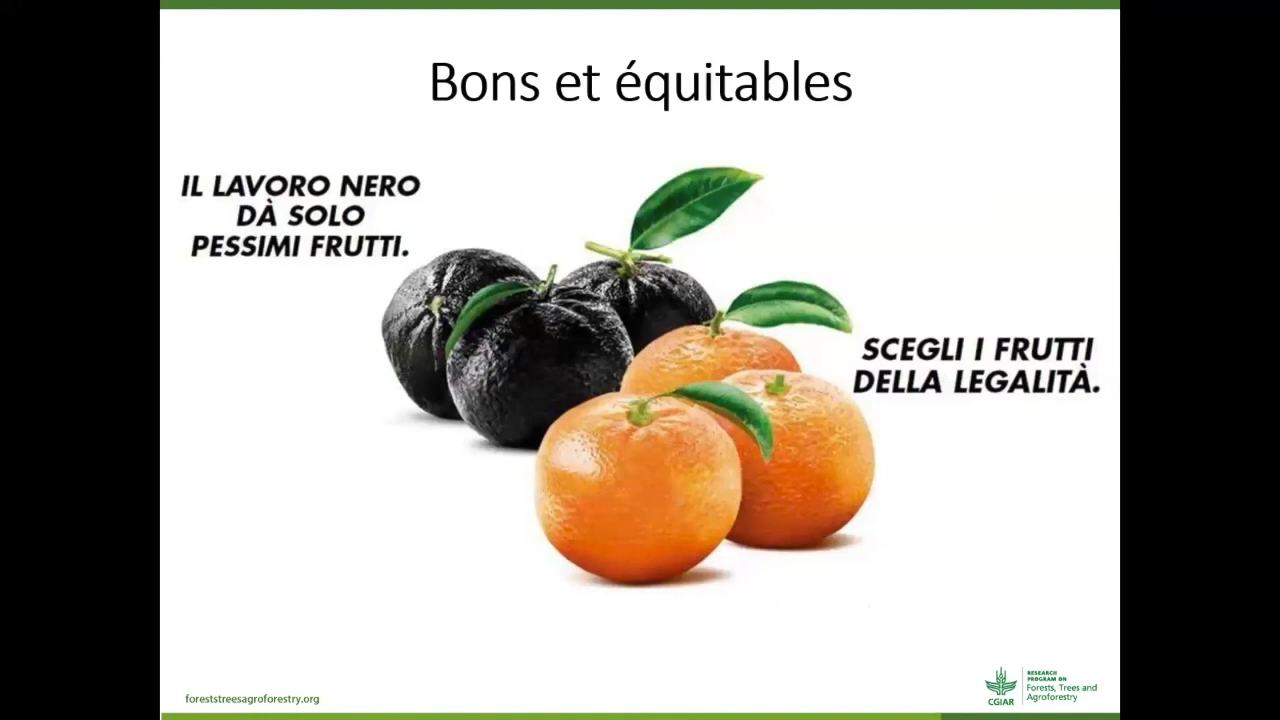 Bons et équitables
IL LAVORO NERO
DÀ SOLO
PESSIMI FRUTTI.
SCEGLI I FRUTTI
DELLA LEGALITÀ.
foreststreesagroforestry.org
CGIAR
RESEARCH
PROGRAM ON
Forests, Trees and
Agroforestry